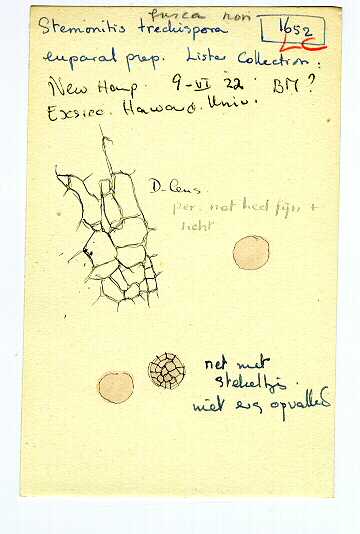 fusca non
Stemonitis trechispora
1652
LC
euparal prep. Lister Collection.
New Hamp. 9-VI 22 BM?
Exsicc. Harvard Univ.
D-Lens
per. not heel fijn +
licht
net met
stekeltjes.
niet erg opvallend